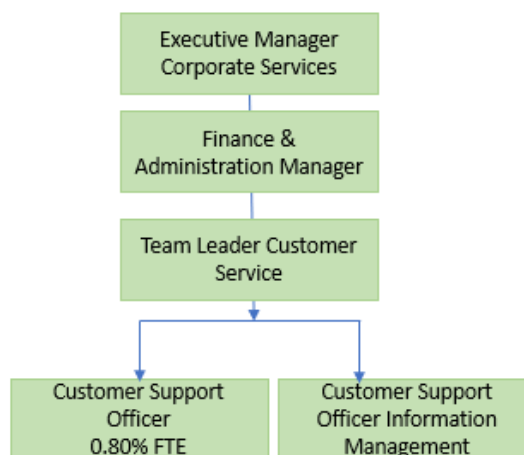 Executive Manager
Corporate Services
Finance &
Administration Manager
Team Leader Customer
Service
Customer Support
Officer
0.80% FTE
Customer Support
Officer Information
Management